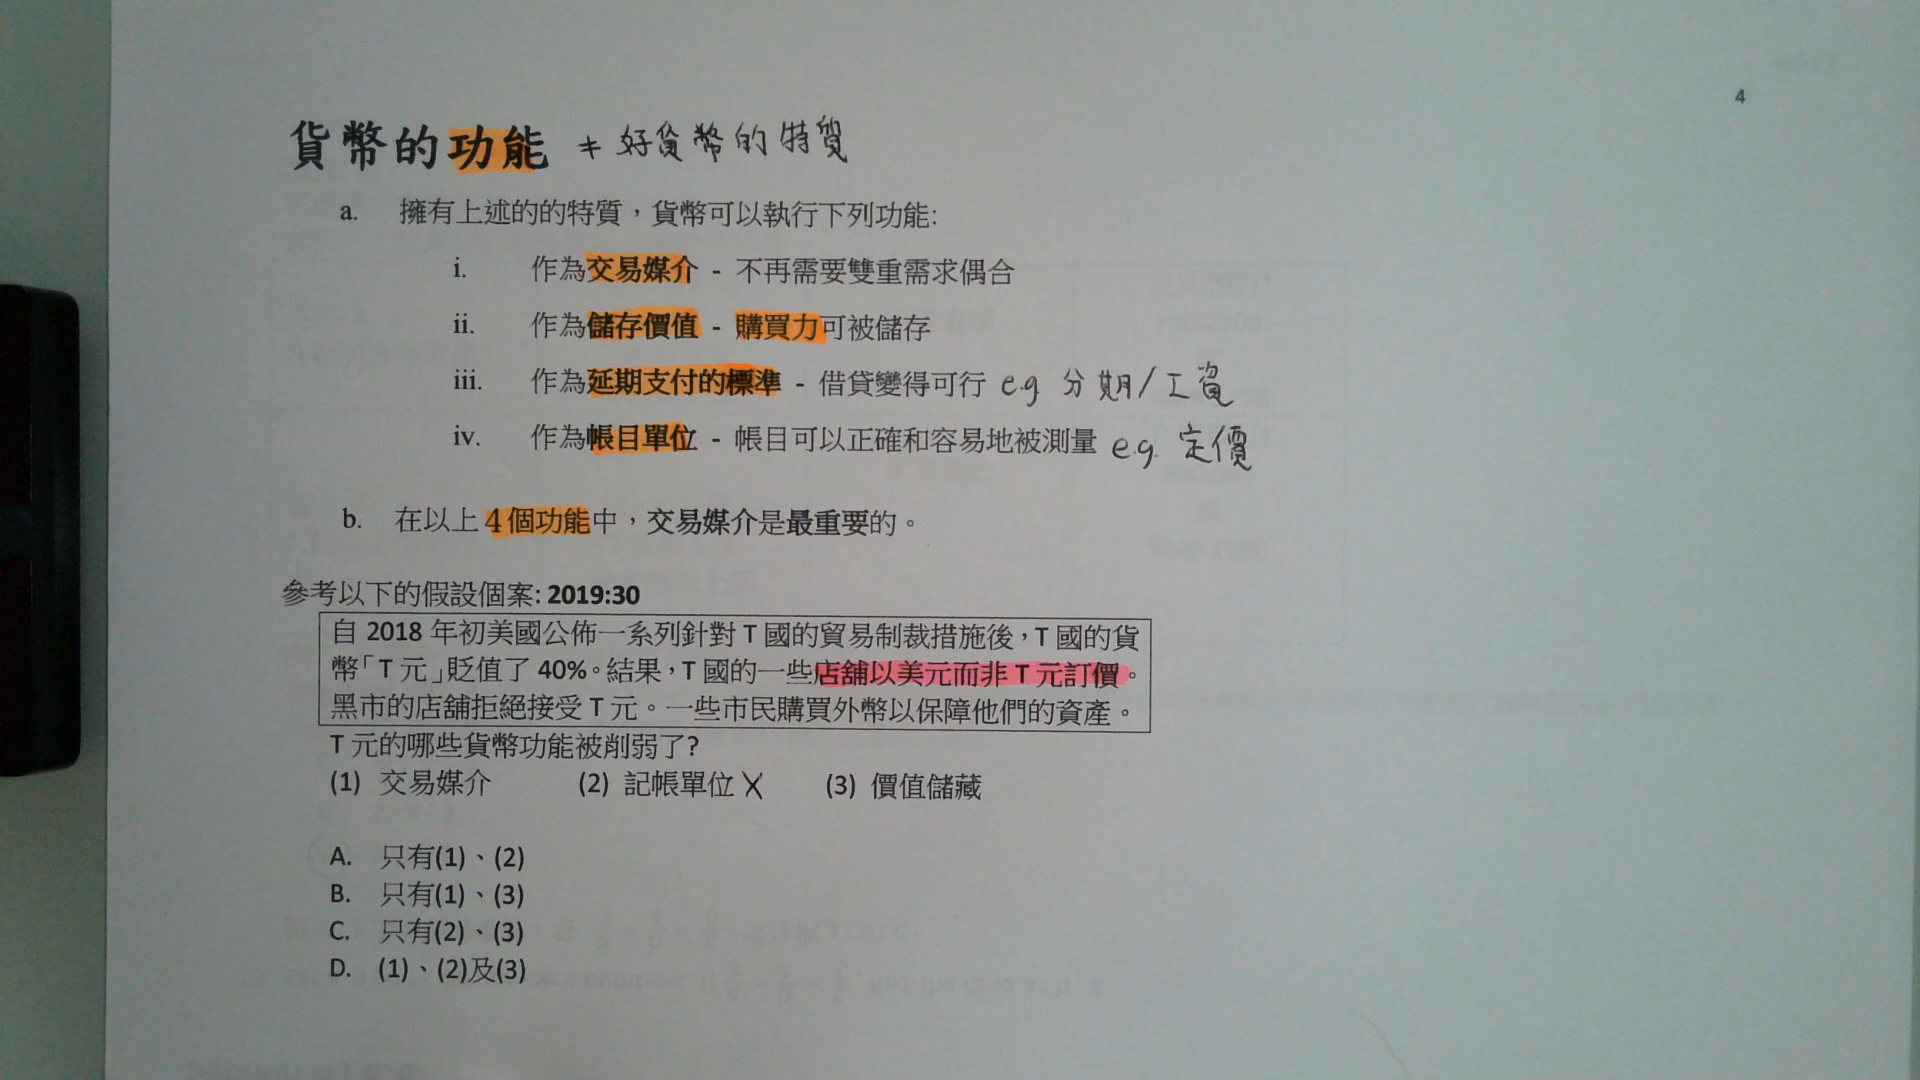 4
貨幣的功能 ≠ 好貨幣的特質
a. 擁有上述的的特質，貨幣可以執行下列功能:
i. 作為交易媒介 - 不再需要雙重需求偶合
ii. 作為儲存價值 - 購買力可被儲存
iii. 作為延期支付的標準 - 借貸變得可行 e.g 分期/工資
iv. 作為帳目單位 - 帳目可以正確和容易地被測量 e.g. 定價
b. 在以上 4 個功能中，交易媒介是最重要的。
參考以下的假設個案: 2019:30
自 2018 年初美國公佈一系列針對 T 國的貿易制裁措施後，T 國的貨
幣「T 元」貶值了 40%。結果，T 國的一些店舖以美元而非 T 元訂價。
黑市的店舖拒絕接受 T 元。一些市民購買外幣以保障他們的資產。
T 元的哪些貨幣功能被削弱了?
(1) 交易媒介 (2) 記帳單位 X (3) 價值儲藏
A. 只有(1)、(2)
B. 只有(1)、(3)
C. 只有(2)、(3)
D. (1)、(2)及(3)